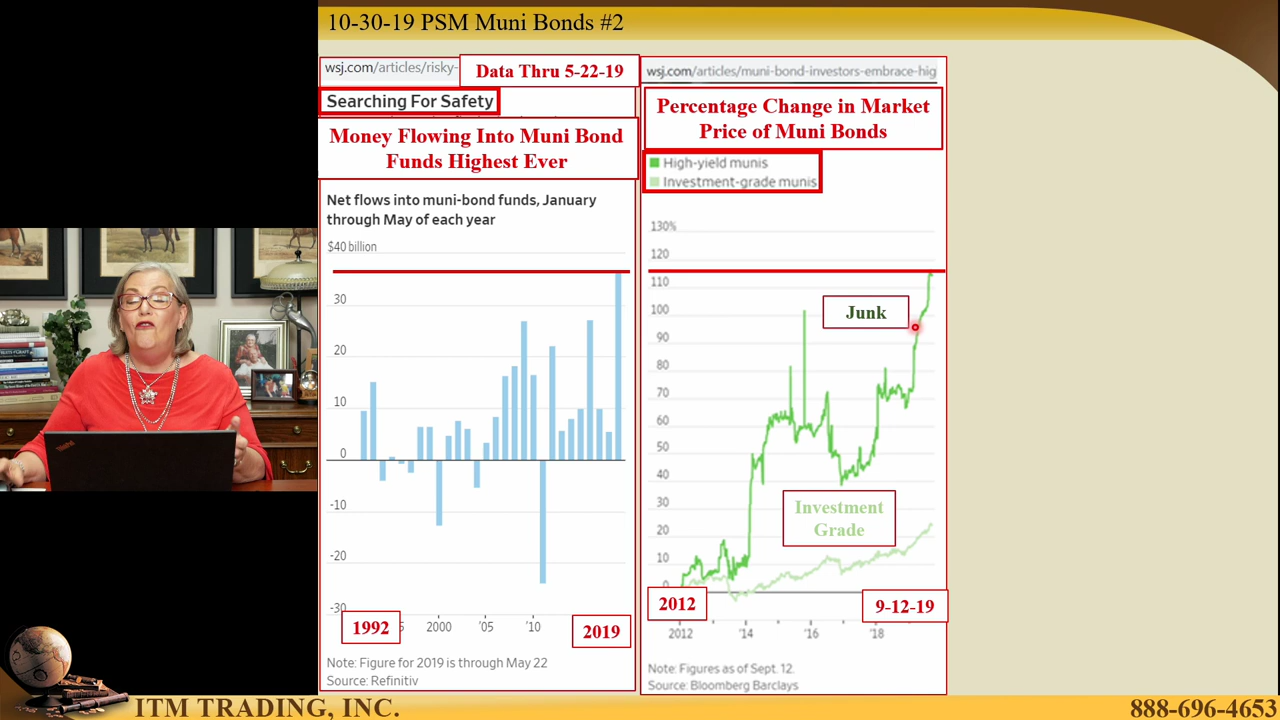 10-30-19 PSM Muni Bonds #2
wsj.com/articles/risky-
Data Thru 5-22-19
Searching For Safety
Money Flowing Into Muni Bond
Funds Highest Ever
Net flows into muni-bond funds, January
through May of each year
$40 billion
30
20
10
0
-10
-20
-30
1992
5
2000
'05
'10
2019
Note: Figure for 2019 is through May 22
Source: Refinitiv
wsj.com/articles/muni-bond-investors-embrace-hig
Percentage Change in Market
Price of Muni Bonds
High-yield munis
Investment-grade munis
130%
120
110
100
90
80
70
60
50
40
30
20
10
0
Junk
Investment
Grade
2012
9-12-19
2012
'14
'16
'18
Note: Figures as of Sept. 12.
Source: Bloomberg Barclays
ThinkPad
ITM TRADING, INC.
888-696-4653